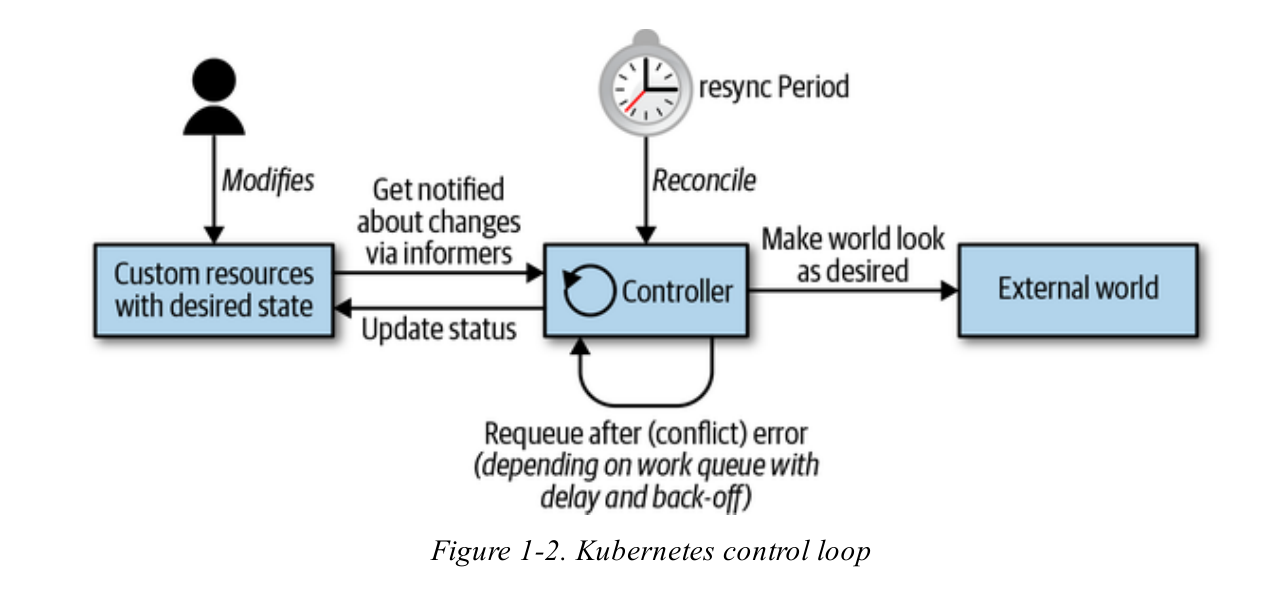 resync Period
Modifies
Reconcile
Get notified
about changes
via informers
Make world look
as desired
Custom resources
with desired state
Controller
External world
Update status
Requeue after (conflict) error
(depending on work queue with
delay and back-off)
Figure 1-2. Kubernetes control loop